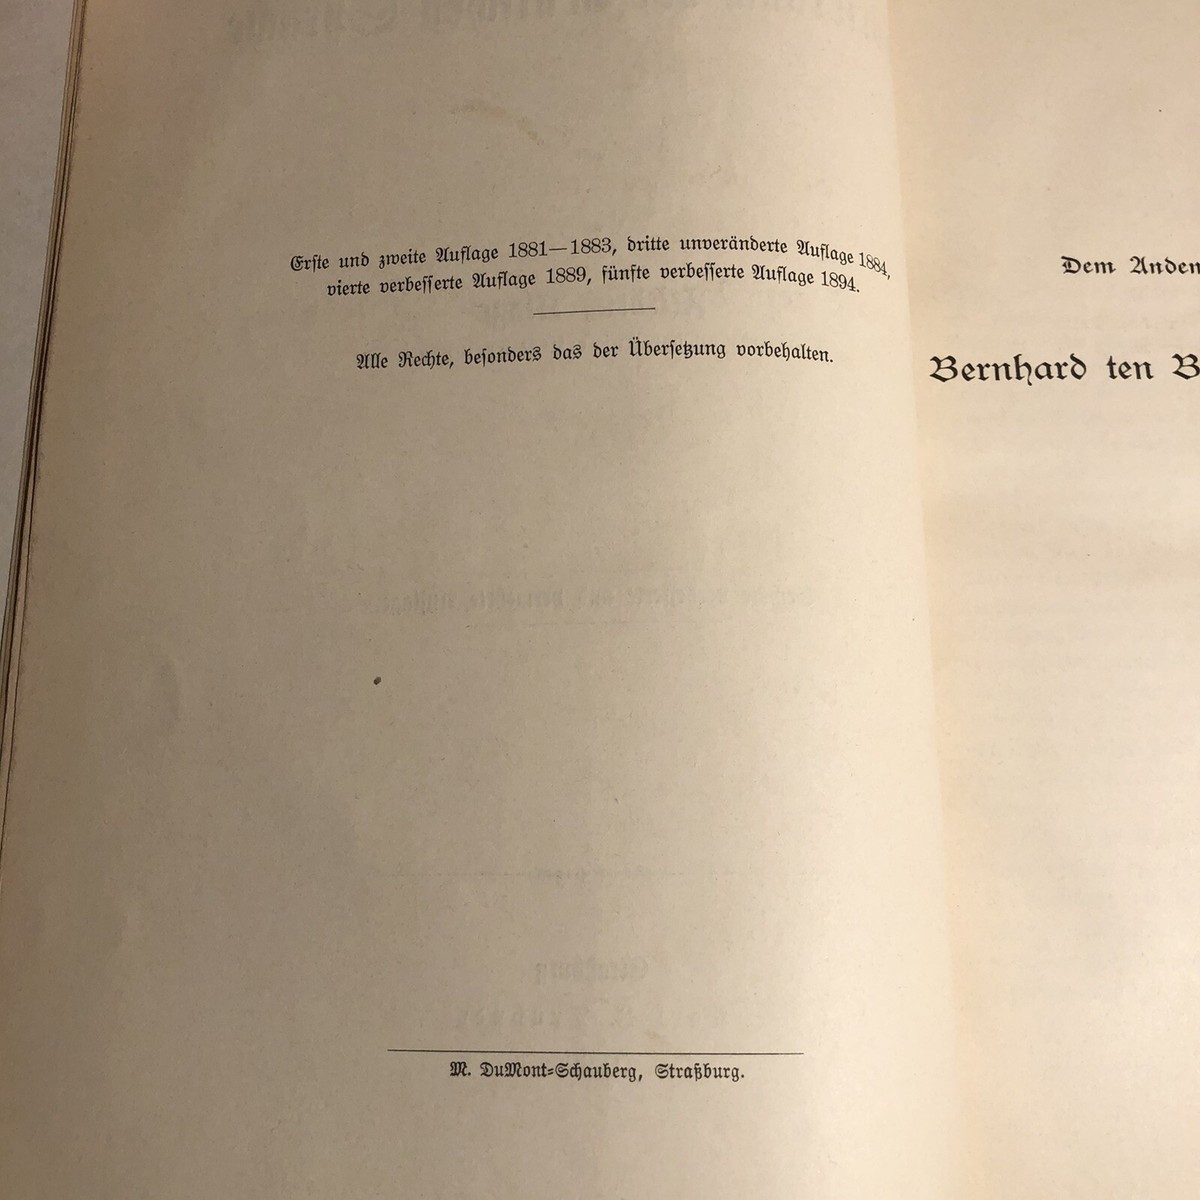 Erste und zweite Auflage 1881—1883, dritte unveränderte Auflage 1884,
vierte verbesserte Auflage 1889, fünfte verbesserte Auflage 1894.
Alle Rechte, besonders das der Übersetzung vorbehalten.
M. DuMont-Schauberg, Straßburg.
Dem Anden
Bernhard ten B